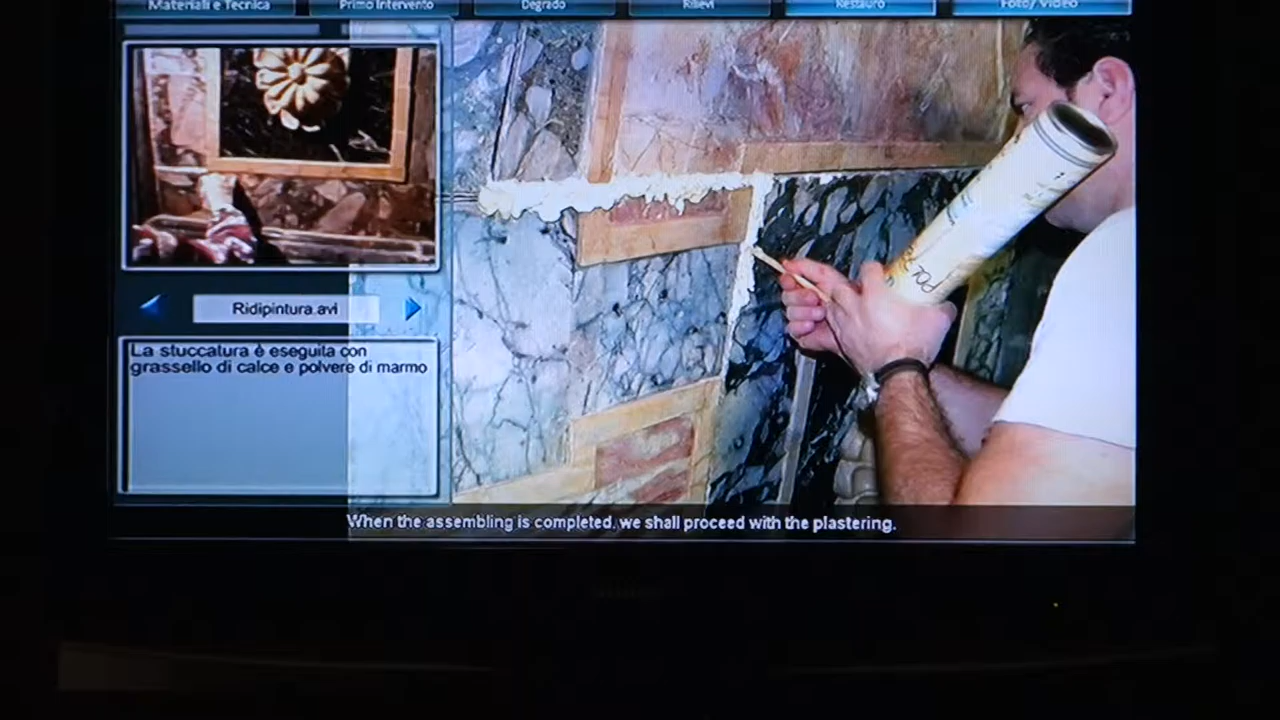 Materiali e Tecnica
Primo Intervento
Degrado
Rilievi
Restauro
Foto/Video
Ridipintura.avi
La stuccatura è eseguita con
grassello di calce e polvere di marmo
POL
When the assembling is completed, we shall proceed with the plastering.